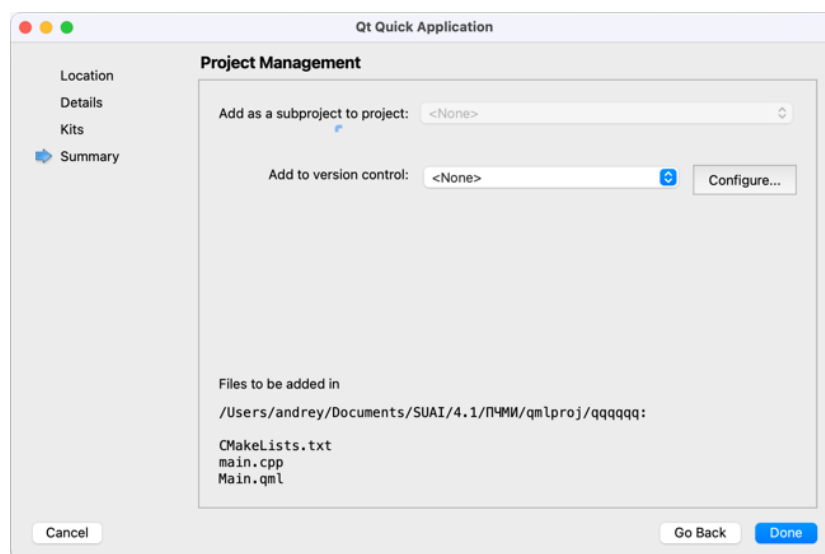 Qt Quick Application
Location
Details
Kits
Summary
Project Management
Add as a subproject to project: <None>
Add to version control: <None> Configure...
Files to be added in
/Users/andrey/Documents/SUAI/4.1/ПЧМИ/qmlproj/qqqqqq:
CMakeLists.txt
main.cpp
Main.qml
Cancel Go Back Done